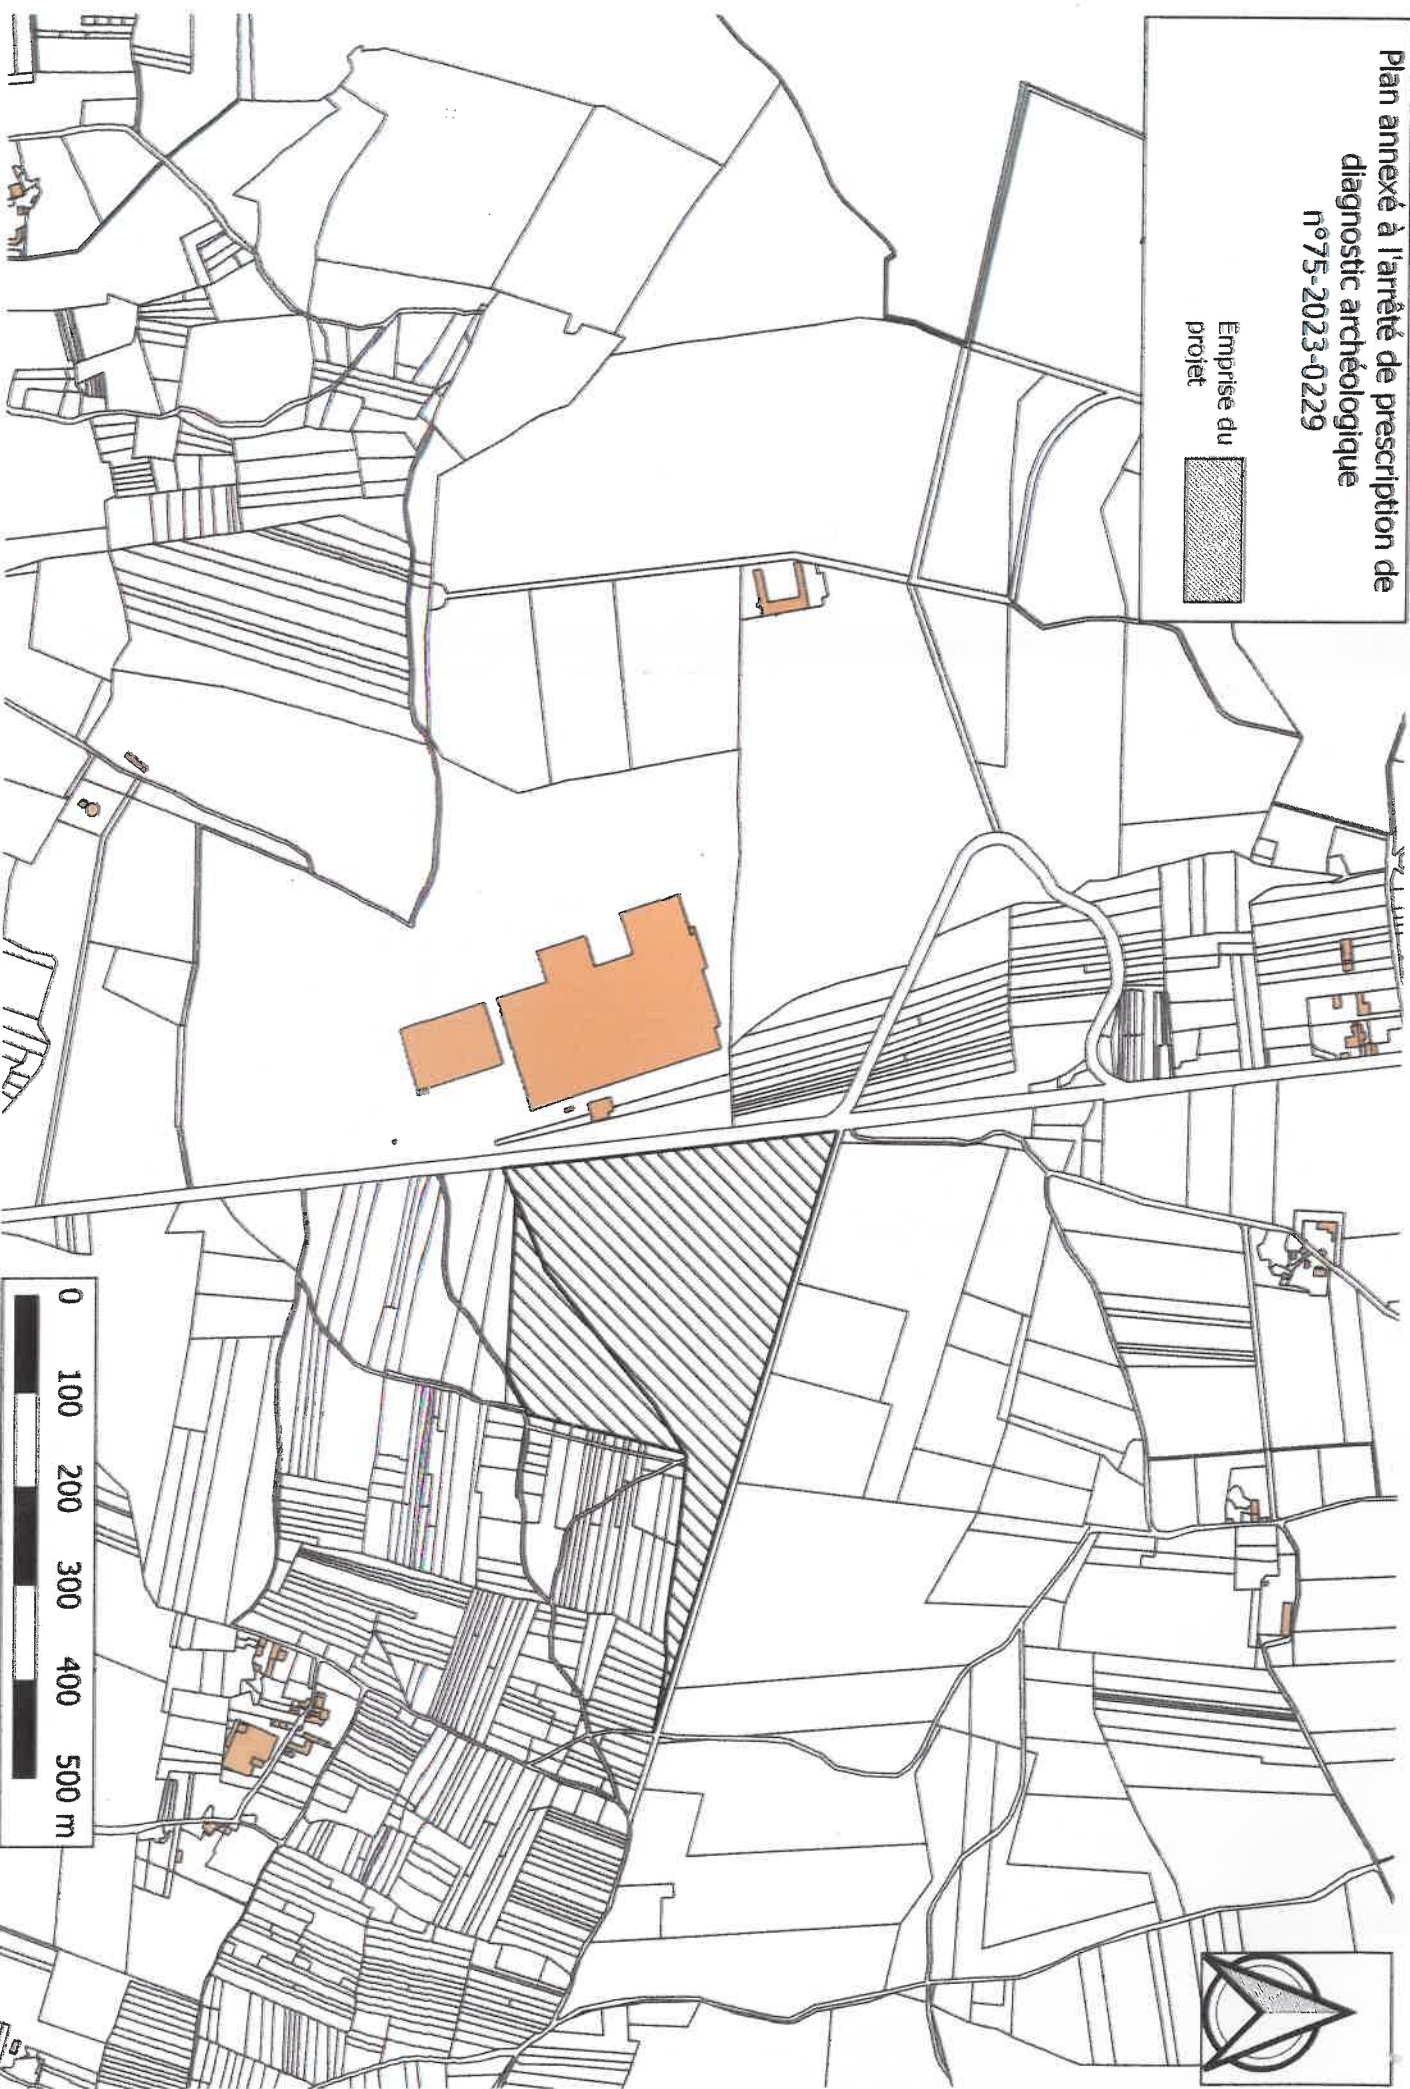 Plan annexé à l'arrêté de prescription de
diagnostic archéologique
n°75-2023-0229
Emprise du
projet
0 100 200 300 400 500 m